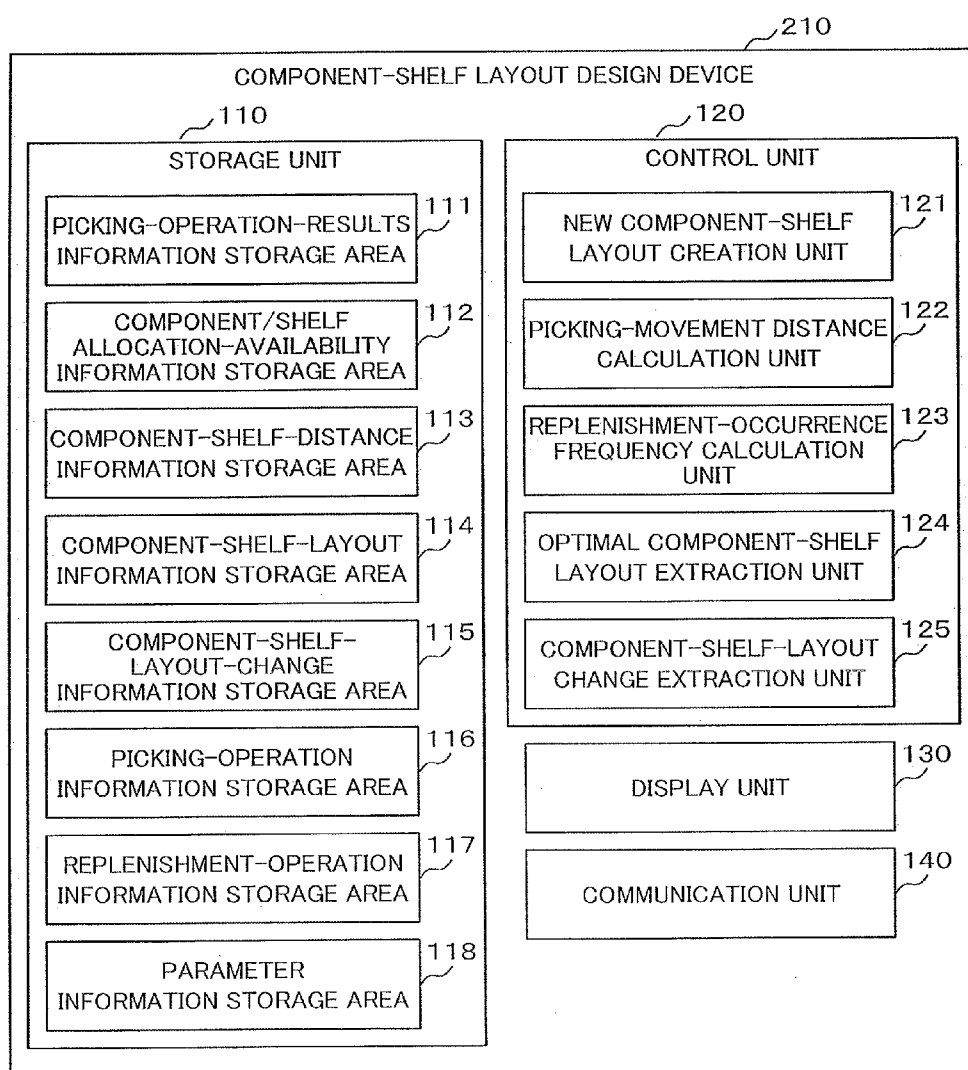 210
COMPONENT-SHELF LAYOUT DESIGN DEVICE
110
STORAGE UNIT
PICKING-OPERATION-RESULTS
INFORMATION STORAGE AREA
111
COMPONENT/SHELF
ALLOCATION-AVAILABILITY
INFORMATION STORAGE AREA
112
COMPONENT-SHELF-DISTANCE
INFORMATION STORAGE AREA
113
COMPONENT-SHELF-LAYOUT
INFORMATION STORAGE AREA
114
COMPONENT-SHELF-
LAYOUT-CHANGE
INFORMATION STORAGE AREA
115
PICKING-OPERATION
INFORMATION STORAGE AREA
116
REPLENISHMENT-OPERATION
INFORMATION STORAGE AREA
117
PARAMETER
INFORMATION STORAGE AREA
118
120
CONTROL UNIT
NEW COMPONENT-SHELF
LAYOUT CREATION UNIT
121
PICKING-MOVEMENT DISTANCE
CALCULATION UNIT
122
REPLENISHMENT-OCCURRENCE
FREQUENCY CALCULATION
UNIT
123
OPTIMAL COMPONENT-SHELF
LAYOUT EXTRACTION UNIT
124
COMPONENT-SHELF-LAYOUT
CHANGE EXTRACTION UNIT
125
DISPLAY UNIT
130
COMMUNICATION UNIT
140